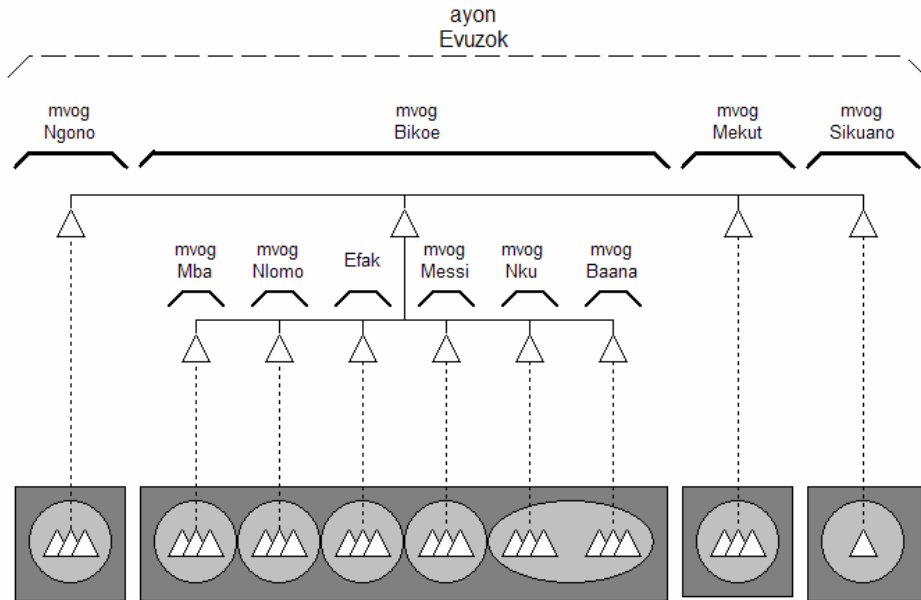 ayon
Evuzok
mvog
Ngono
mvog
Bikoe
mvog
Mekut
mvog
Sikuano
mvog
Mba
mvog
Nlomo
Efak
mvog
Messi
mvog
Nku
mvog
Baana